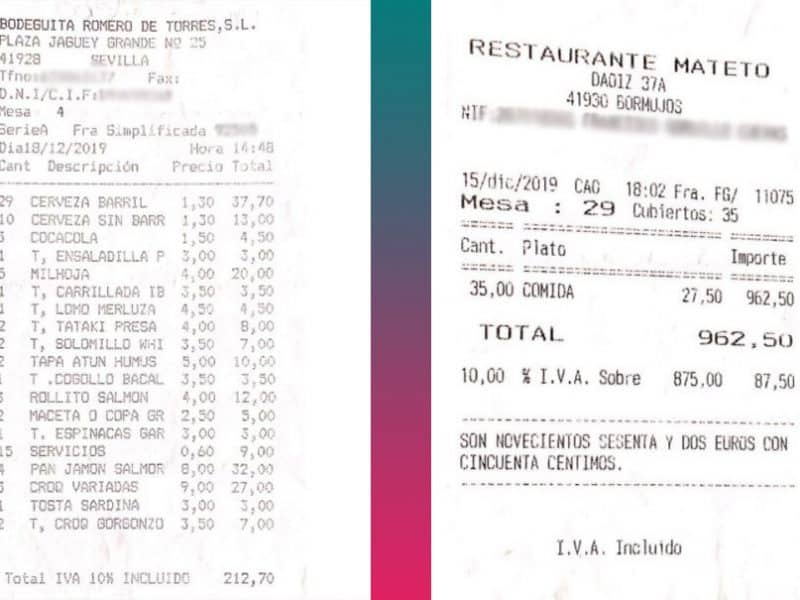 BODEGUITA ROMERO DE TORRES,S.L.
PLAZA JAGUEY GRANDE Nº 25
41928 SEVILLA
Tfno: Fax:
D.N.I/C.I.F:
Mesa 4
SerieA Fra Simplificada
Dia18/12/2019 Hora 14:48
Cant Descripción Precio Total
29 CERVEZA BARRIL 1,30 37,70
10 CERVEZA SIN BARR 1,30 13,00
3 COCACOLA 1,50 4,50
1 T, ENSALADILLA P 3,00 3,00
5 MILHOJA 4,00 20,00
1 T, CARRILLADA IB 3,50 3,50
1 T, LOMO MERLUZA 4,50 4,50
2 T, TATAKI PRESA 4,00 8,00
2 T, SOLOMILLO WHI 3,50 7,00
2 TAPA ATUN HUMUS 5,00 10,00
1 T .COGOLLO BACAL 3,50 3,50
3 ROLLITO SALMON 4,00 12,00
2 MACETA O COPA GR 2,50 5,00
1 T. ESPINACAS GAR 3,00 3,00
15 SERVICIOS 0,60 9,00
4 PAN JAMON SALMOR 8,00 32,00
3 CROQ VARIADAS 9,00 27,00
1 TOSTA SARDINA 3,00 3,00
2 T, CROQ GORGONZO 3,50 7,00
Total IVA 10% INCLUIDO 212,70
RESTAURANTE MATETO
DAOIZ 37A
41930 BORMUJOS
NIF
15/dic/2019 CAO 18:02 Fra. FG/ 11075
Mesa : 29 Cubiertos: 35
Cant. Plato Importe
35,00 COMIDA 27,50 962,50
TOTAL 962,50
10,00 % I.V.A. Sobre 875,00 87,50
SON NOVECIENTOS SESENTA Y DOS EUROS CON
CINCUENTA CENTIMOS.
I.V.A. Incluido